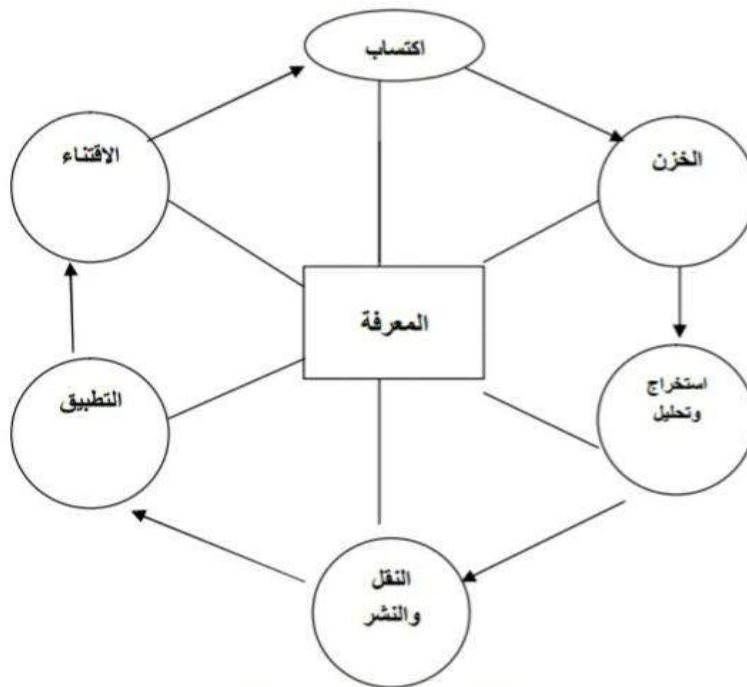 اكتساب
الخزن
الاقتناء
المعرفة
استخراج
وتحليل
التطبيق
النقل
والنشر